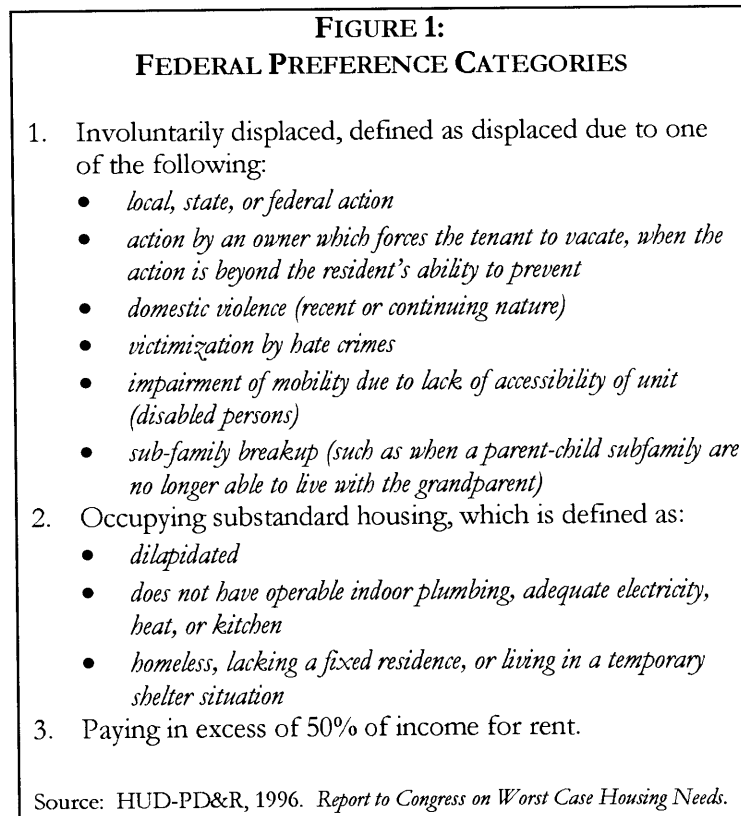 FIGURE 1:
FEDERAL PREFERENCE CATEGORIES
1. Involuntarily displaced, defined as displaced due to one
of the following:
• local, state, or federal action
• action by an owner which forces the tenant to vacate, when the
action is beyond the resident's ability to prevent
• domestic violence (recent or continuing nature)
• victimization by hate crimes
• impairment of mobility due to lack of accessibility of unit
(disabled persons)
• sub-family breakup (such as when a parent-child subfamily are
no longer able to live with the grandparent)
2. Occupying substandard housing, which is defined as:
• dilapidated
• does not have operable indoor plumbing, adequate electricity,
heat, or kitchen
• homeless, lacking a fixed residence, or living in a temporary
shelter situation
3. Paying in excess of 50% of income for rent.
Source: HUD-PD&R, 1996. Report to Congress on Worst Case Housing Needs.